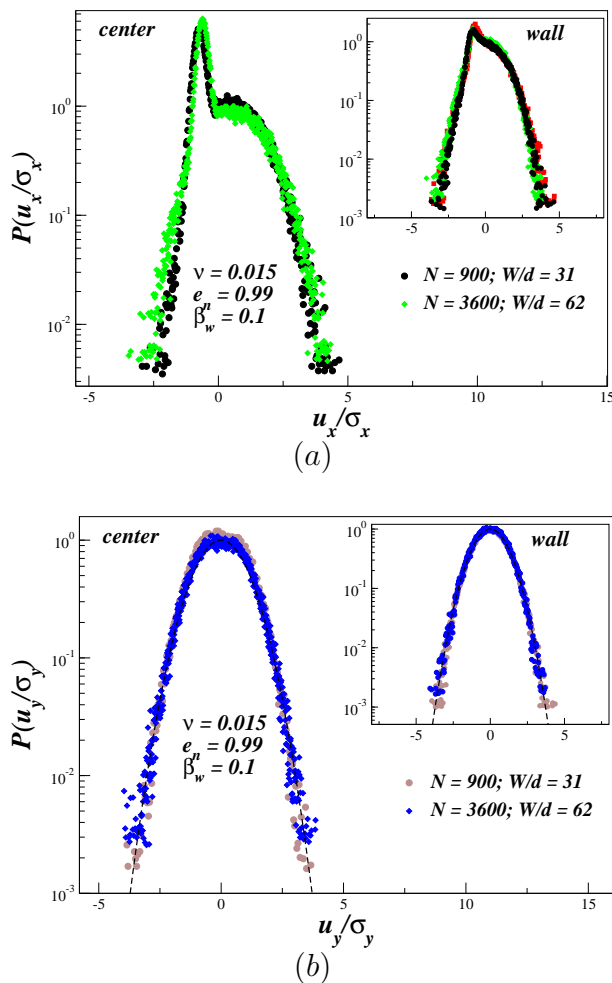 center
wall
10^0
10^-1
10^-2
10^-3
-5 0 5
P(u_x/σ_x)
10^0
10^-1
10^-2
ν = 0.015
e_n = 0.99
β_w = 0.1
N = 900; W/d = 31
N = 3600; W/d = 62
-5 0 5 10 15
u_x/σ_x
(a)
center
wall
10^0
10^-1
10^-2
10^-3
-5 0 5
P(u_y/σ_y)
10^0
10^-1
10^-2
10^-3
ν = 0.015
e_n = 0.99
β_w = 0.1
N = 900; W/d = 31
N = 3600; W/d = 62
-5 0 5 10 15
u_y/σ_y
(b)